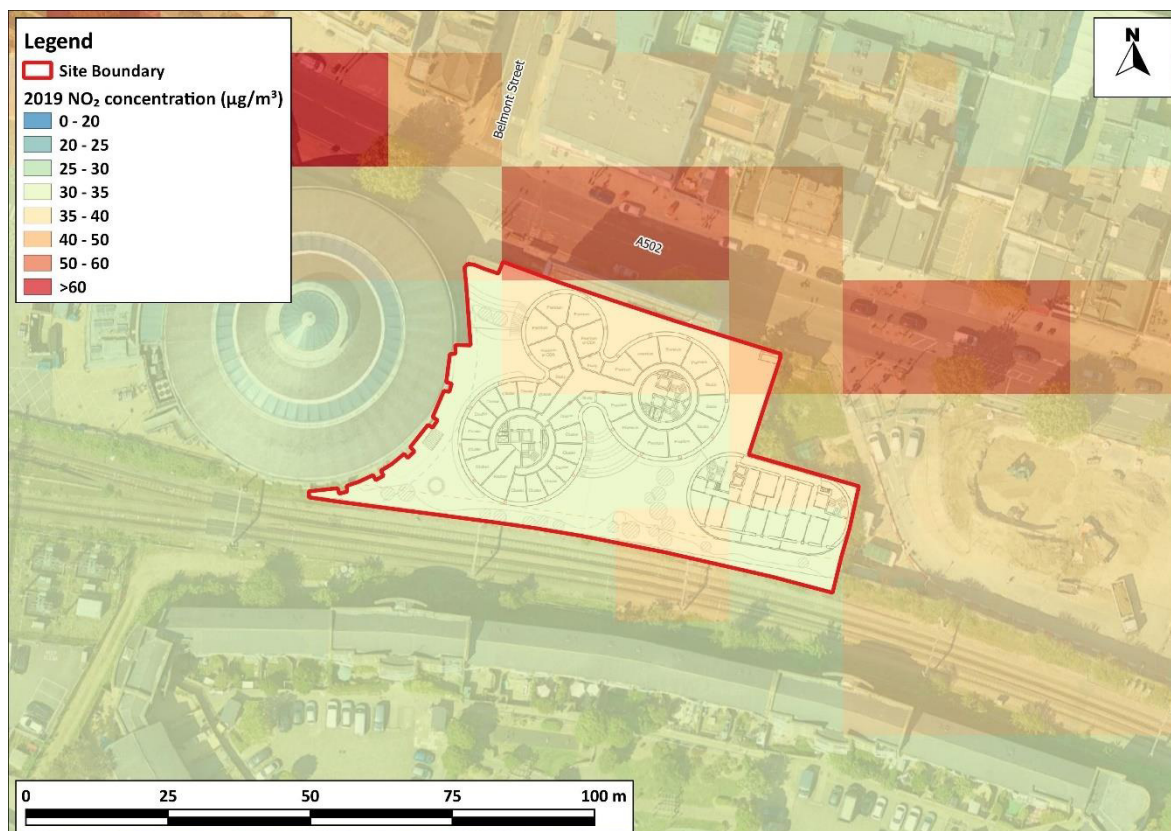 Legend
Site Boundary
2019 NO₂ concentration (µg/m³)
0 - 20
20 - 25
25 - 30
30 - 35
35 - 40
40 - 50
50 - 60
>60
N
Belmont Street
A502
0 25 50 75 100 m